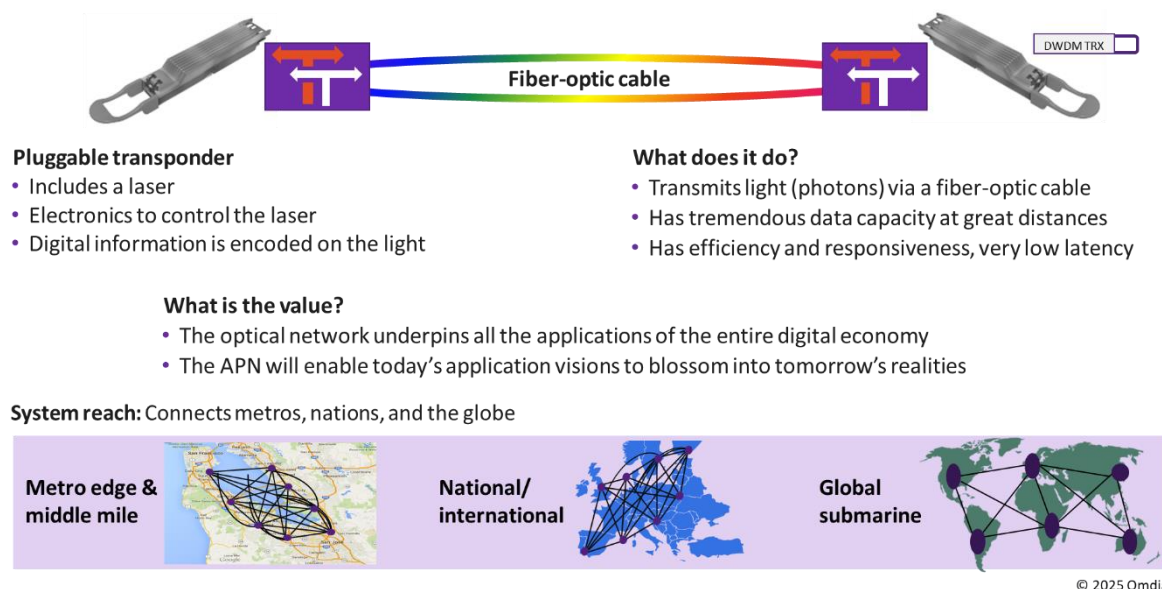 DWDM TRX
Fiber-optic cable
Pluggable transponder
• Includes a laser
• Electronics to control the laser
• Digital information is encoded on the light
What does it do?
• Transmits light (photons) via a fiber-optic cable
• Has tremendous data capacity at great distances
• Has efficiency and responsiveness, very low latency
What is the value?
• The optical network underpins all the applications of the entire digital economy
• The APN will enable today's application visions to blossom into tomorrow's realities
System reach: Connects metros, nations, and the globe
Metro edge &
middle mile
National/
international
Global
submarine
© 2025 Omdi